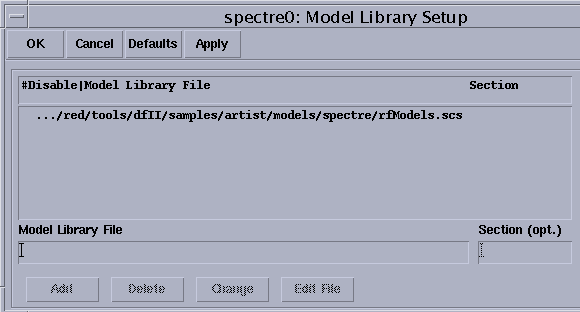 spectre0: Model Library Setup
OK Cancel Defaults Apply
#Disable|Model Library File Section
.../red/tools/dfII/samples/artist/models/spectre/rfModels.scs
Model Library File Section (opt.)
Add Delete Change Edit File